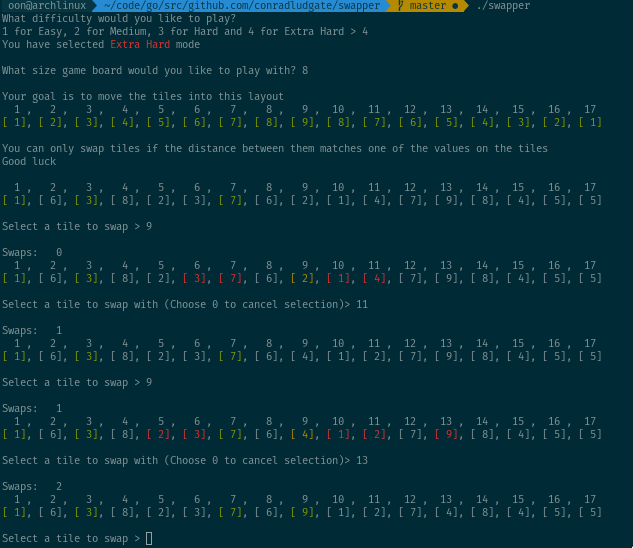 oon@archlinux ~/code/go/src/github.com/conradludgate/swapper master ● ./swapper
What difficulty would you like to play?
1 for Easy, 2 for Medium, 3 for Hard and 4 for Extra Hard > 4
You have selected Extra Hard mode
What size game board would you like to play with? 8
Your goal is to move the tiles into this layout
1 , 2 , 3 , 4 , 5 , 6 , 7 , 8 , 9 , 10 , 11 , 12 , 13 , 14 , 15 , 16 , 17
[ 1], [ 2], [ 3], [ 4], [ 5], [ 6], [ 7], [ 8], [ 9], [ 8], [ 7], [ 6], [ 5], [ 4], [ 3], [ 2], [ 1]
You can only swap tiles if the distance between them matches one of the values on the tiles
Good luck
1 , 2 , 3 , 4 , 5 , 6 , 7 , 8 , 9 , 10 , 11 , 12 , 13 , 14 , 15 , 16 , 17
[ 1], [ 6], [ 3], [ 8], [ 2], [ 3], [ 7], [ 6], [ 2], [ 1], [ 4], [ 7], [ 9], [ 8], [ 4], [ 5], [ 5]
Select a tile to swap > 9
Swaps: 0
1 , 2 , 3 , 4 , 5 , 6 , 7 , 8 , 9 , 10 , 11 , 12 , 13 , 14 , 15 , 16 , 17
[ 1], [ 6], [ 3], [ 8], [ 2], [ 3], [ 7], [ 6], [ 2], [ 1], [ 4], [ 7], [ 9], [ 8], [ 4], [ 5], [ 5]
Select a tile to swap with (Choose 0 to cancel selection)> 11
Swaps: 1
1 , 2 , 3 , 4 , 5 , 6 , 7 , 8 , 9 , 10 , 11 , 12 , 13 , 14 , 15 , 16 , 17
[ 1], [ 6], [ 3], [ 8], [ 2], [ 3], [ 7], [ 6], [ 4], [ 1], [ 2], [ 7], [ 9], [ 8], [ 4], [ 5], [ 5]
Select a tile to swap > 9
Swaps: 1
1 , 2 , 3 , 4 , 5 , 6 , 7 , 8 , 9 , 10 , 11 , 12 , 13 , 14 , 15 , 16 , 17
[ 1], [ 6], [ 3], [ 8], [ 2], [ 3], [ 7], [ 6], [ 4], [ 1], [ 2], [ 7], [ 9], [ 8], [ 4], [ 5], [ 5]
Select a tile to swap with (Choose 0 to cancel selection)> 13
Swaps: 2
1 , 2 , 3 , 4 , 5 , 6 , 7 , 8 , 9 , 10 , 11 , 12 , 13 , 14 , 15 , 16 , 17
[ 1], [ 6], [ 3], [ 8], [ 2], [ 3], [ 7], [ 6], [ 9], [ 1], [ 2], [ 7], [ 4], [ 8], [ 4], [ 5], [ 5]
Select a tile to swap >